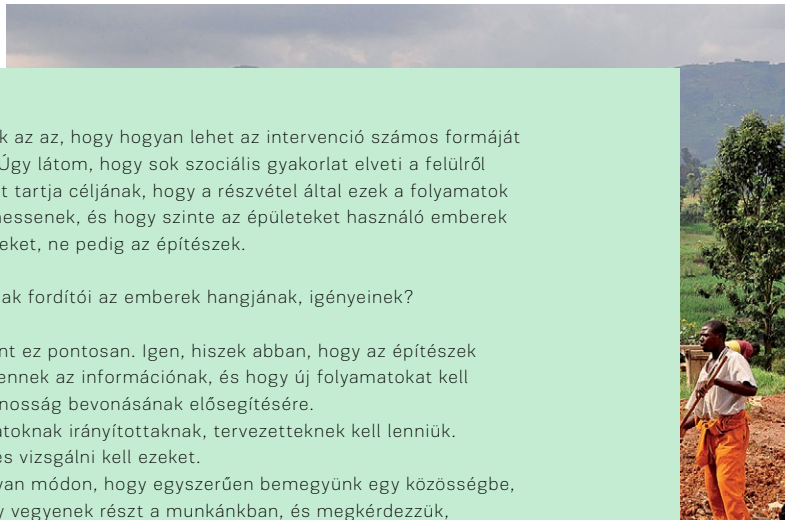 k az az, hogy hogyan lehet az intervenció számos formáját
Úgy látom, hogy sok szociális gyakorlat elveti a felülről
t tartja céljának, hogy a részvétel által ezek a folyamatok
essenek, és hogy szinte az épületeket használó emberek
eket, ne pedig az építészek.
ak fordítói az emberek hangjának, igényeinek?
nt ez pontosan. Igen, hiszek abban, hogy az építészek
ennek az információnak, és hogy új folyamatokat kell
nosság bevonásának elősegítésére.
atoknak irányítottaknak, tervezetteknek kell lenniük.
es vizsgálni kell ezeket.
yan módon, hogy egyszerűen bemegyünk egy közösségbe,
y vegyenek részt a munkánkban, és megkérdezzük,